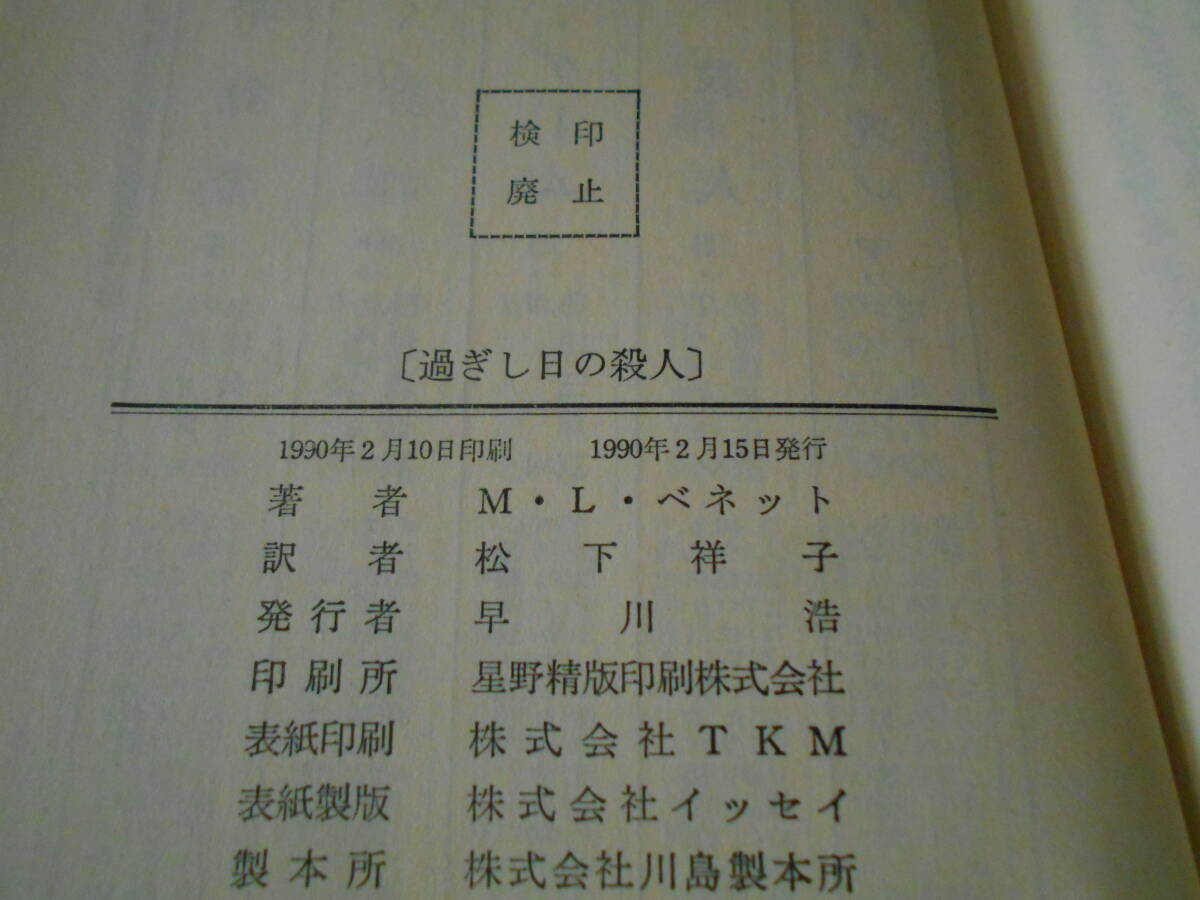 検印
廃止
〔過ぎし日の殺人〕
1990年2月10日印刷 1990年2月15日発行
著者 M・L・ベネット
訳者 松下祥子
発行者 早川浩
印刷所 星野精版印刷株式会社
表紙印刷 株式会社TKM
表紙製版 株式会社イッセイ
製本所 株式会社川島製本所